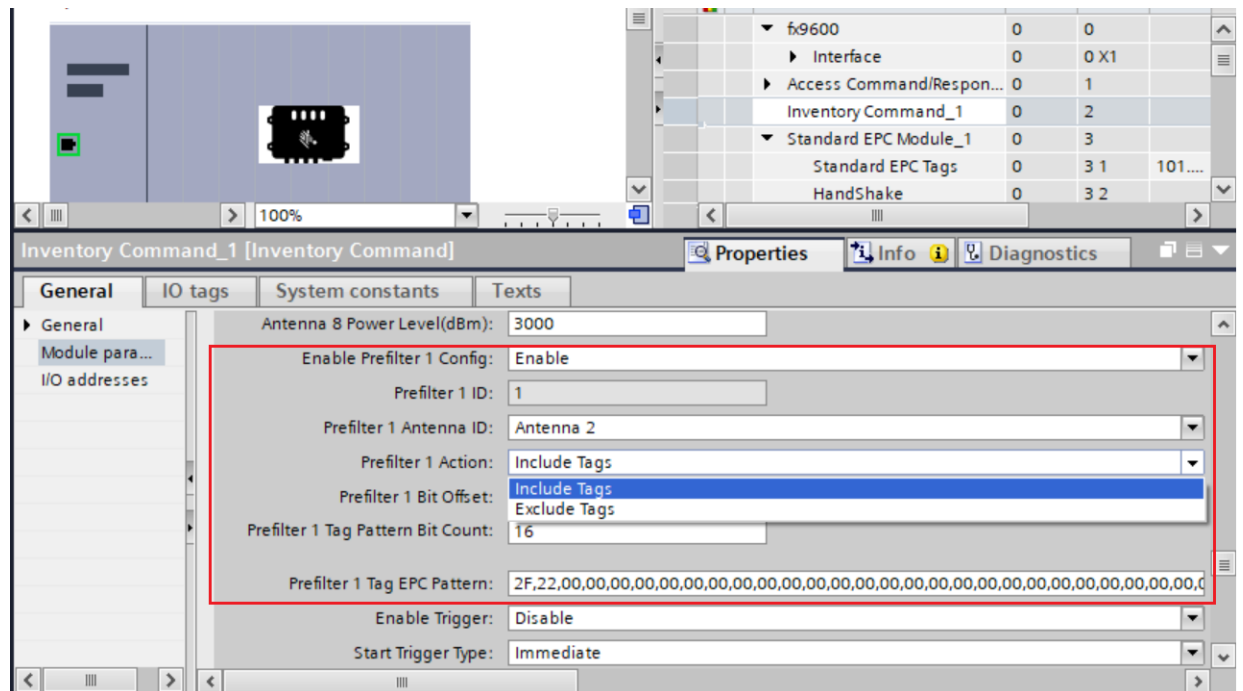 fx9600 0 0
Interface 0 0 X1
Access Command/Respon... 0 1
Inventory Command_1 0 2
Standard EPC Module_1 0 3
Standard EPC Tags 0 3 1 101....
HandShake 0 3 2
100%
Inventory Command_1 [Inventory Command]
Properties Info Diagnostics
General IO tags System constants Texts
General
Module para...
I/O addresses
Antenna 8 Power Level(dBm): 3000
Enable Prefilter 1 Config: Enable
Prefilter 1 ID: 1
Prefilter 1 Antenna ID: Antenna 2
Prefilter 1 Action: Include Tags
Include Tags
Prefilter 1 Bit Offset:
Exclude Tags
Prefilter 1 Tag Pattern Bit Count: 16
Prefilter 1 Tag EPC Pattern: 2F,22,00,00,00,00,00,00,00,00,00,00,00,00,00,00,00,00,00,00,00,00,00,00,00,00,00,00,
Enable Trigger: Disable
Start Trigger Type: Immediate